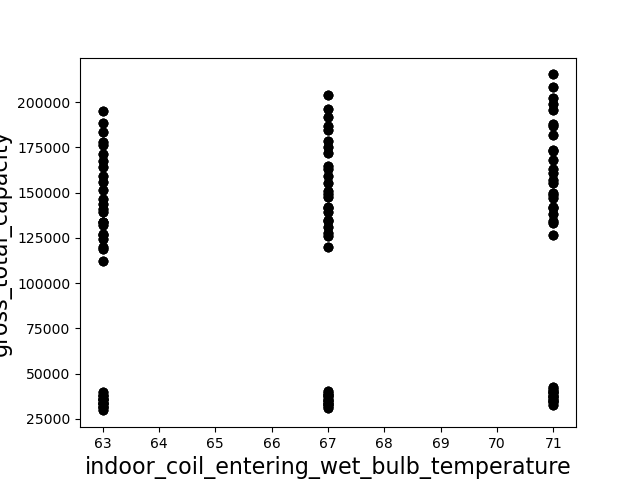 200000
175000
150000
125000
100000
75000
50000
25000
63 64 65 66 67 68 69 70 71
gross_total_capacity
indoor_coil_entering_wet_bulb_temperature